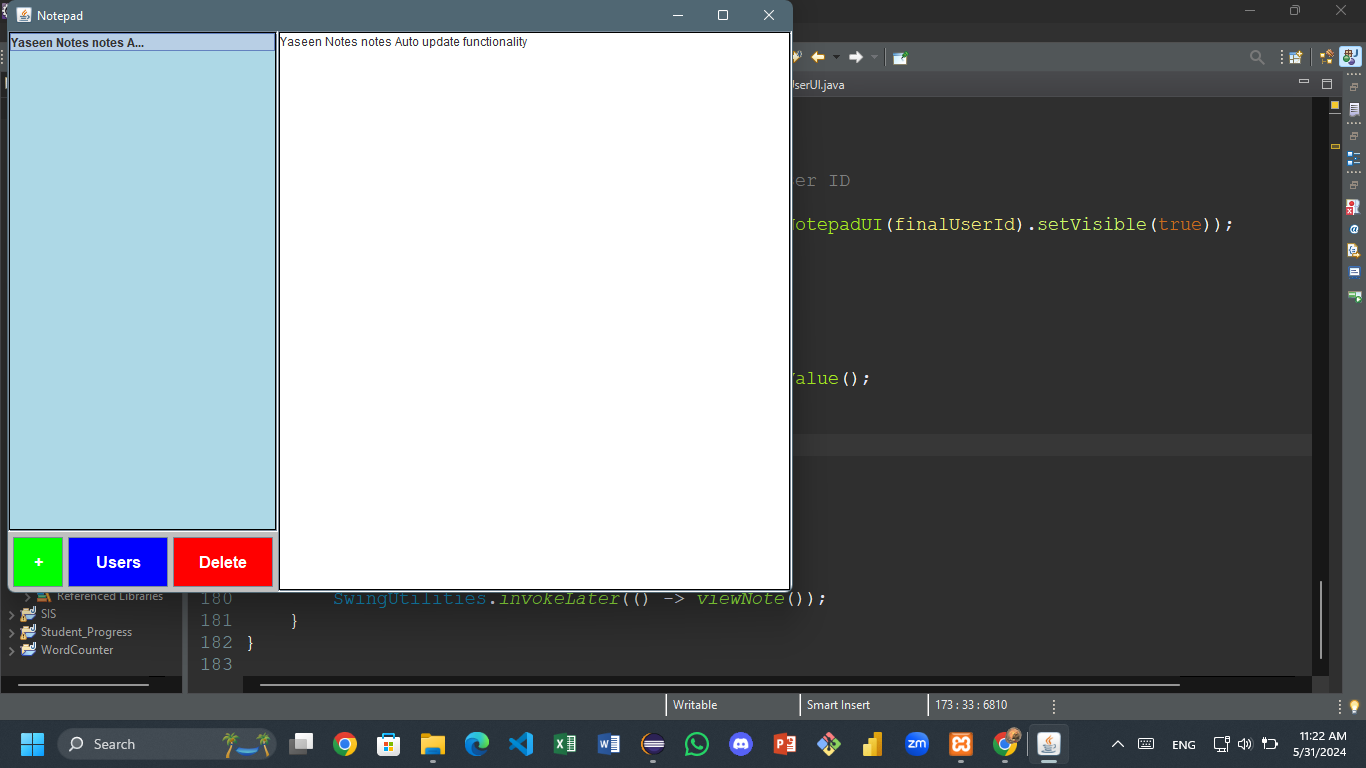 Notepad
Yaseen Notes notes A...
Yaseen Notes notes Auto update functionality
+
Users
Delete
UserUI.java
er ID
NotepadUI(finalUserId).setVisible(true));
Value();
180 SwingUtilities.invokeLater(() -> viewNote());
181 }
182 }
183
Referenced Libraries
SIS
Student_Progress
WordCounter
Writable
Smart Insert
173 : 33 : 6810
Search
zm
ENG
11:22 AM
5/31/2024